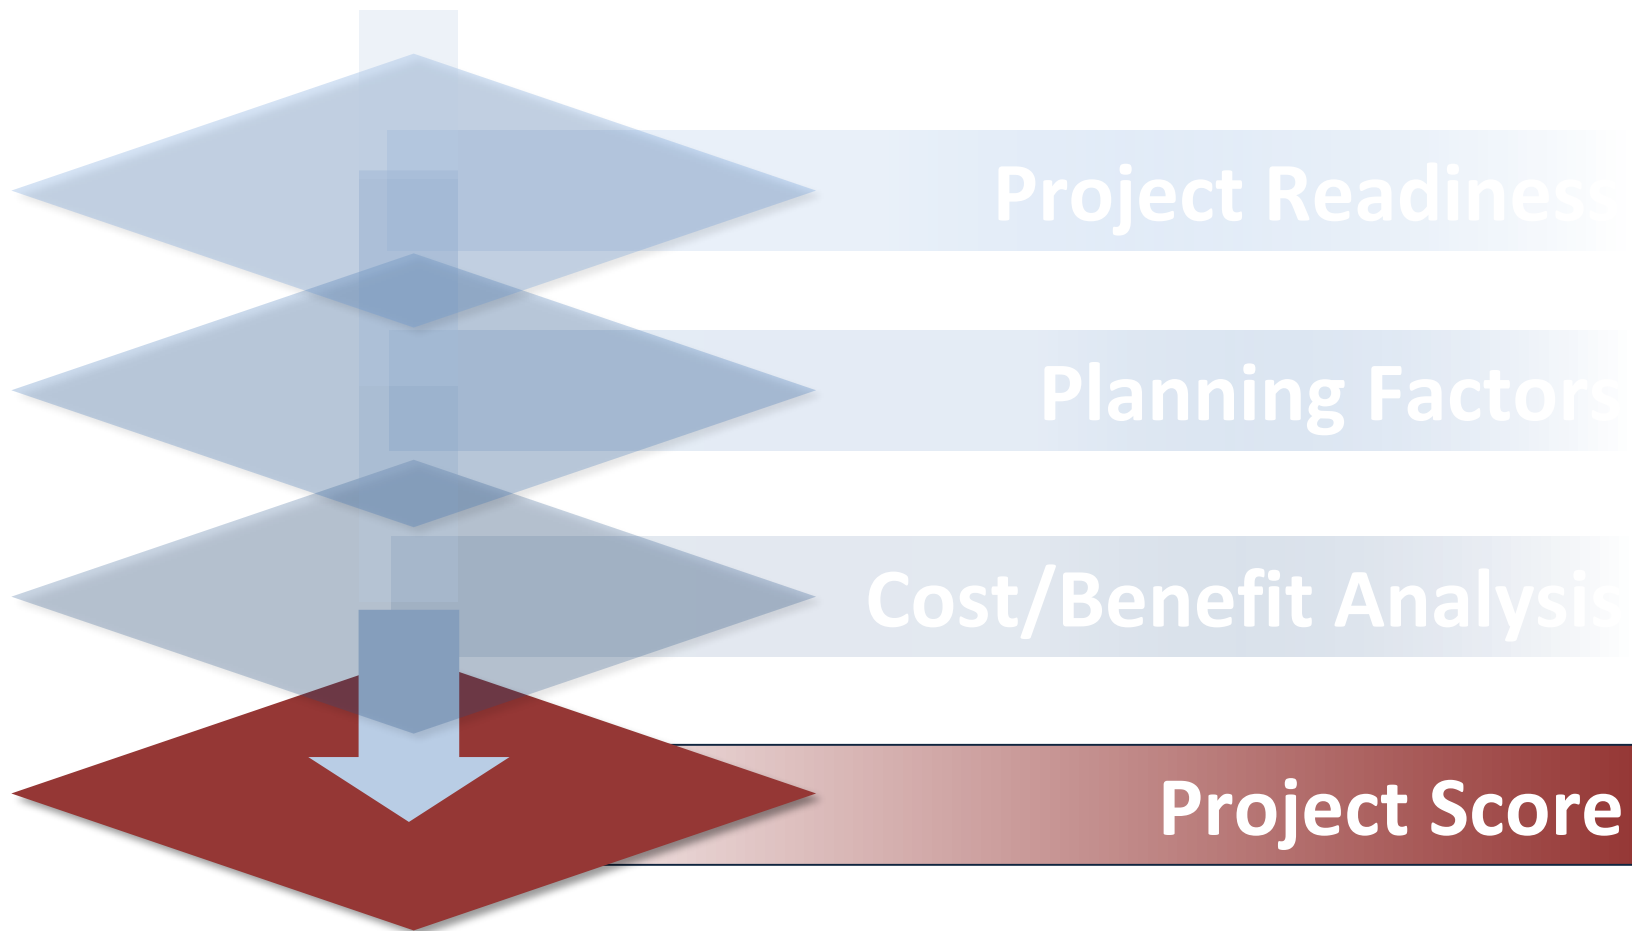 Project Readiness
Planning Factors
Cost/Benefit Analysis
Project Score